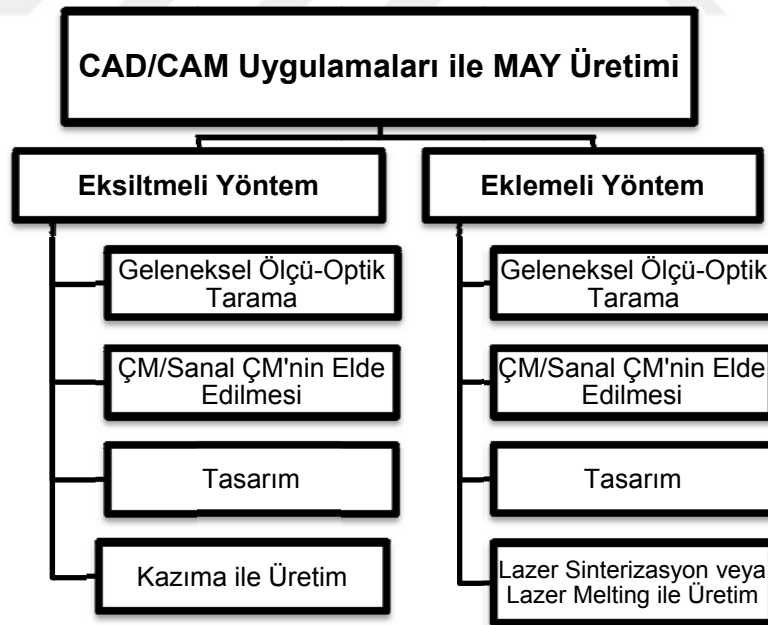 CAD/CAM Uygulamaları ile MAY Üretimi
Eksiltmeli Yöntem
Geleneksel Ölçü-Optik
Tarama
ÇM/Sanal ÇM'nin Elde
Edilmesi
Tasarım
Kazıma ile Üretim
Eklemeli Yöntem
Geleneksel Ölçü-Optik
Tarama
ÇM/Sanal ÇM'nin Elde
Edilmesi
Tasarım
Lazer Sinterizasyon veya
Lazer Melting ile Üretim